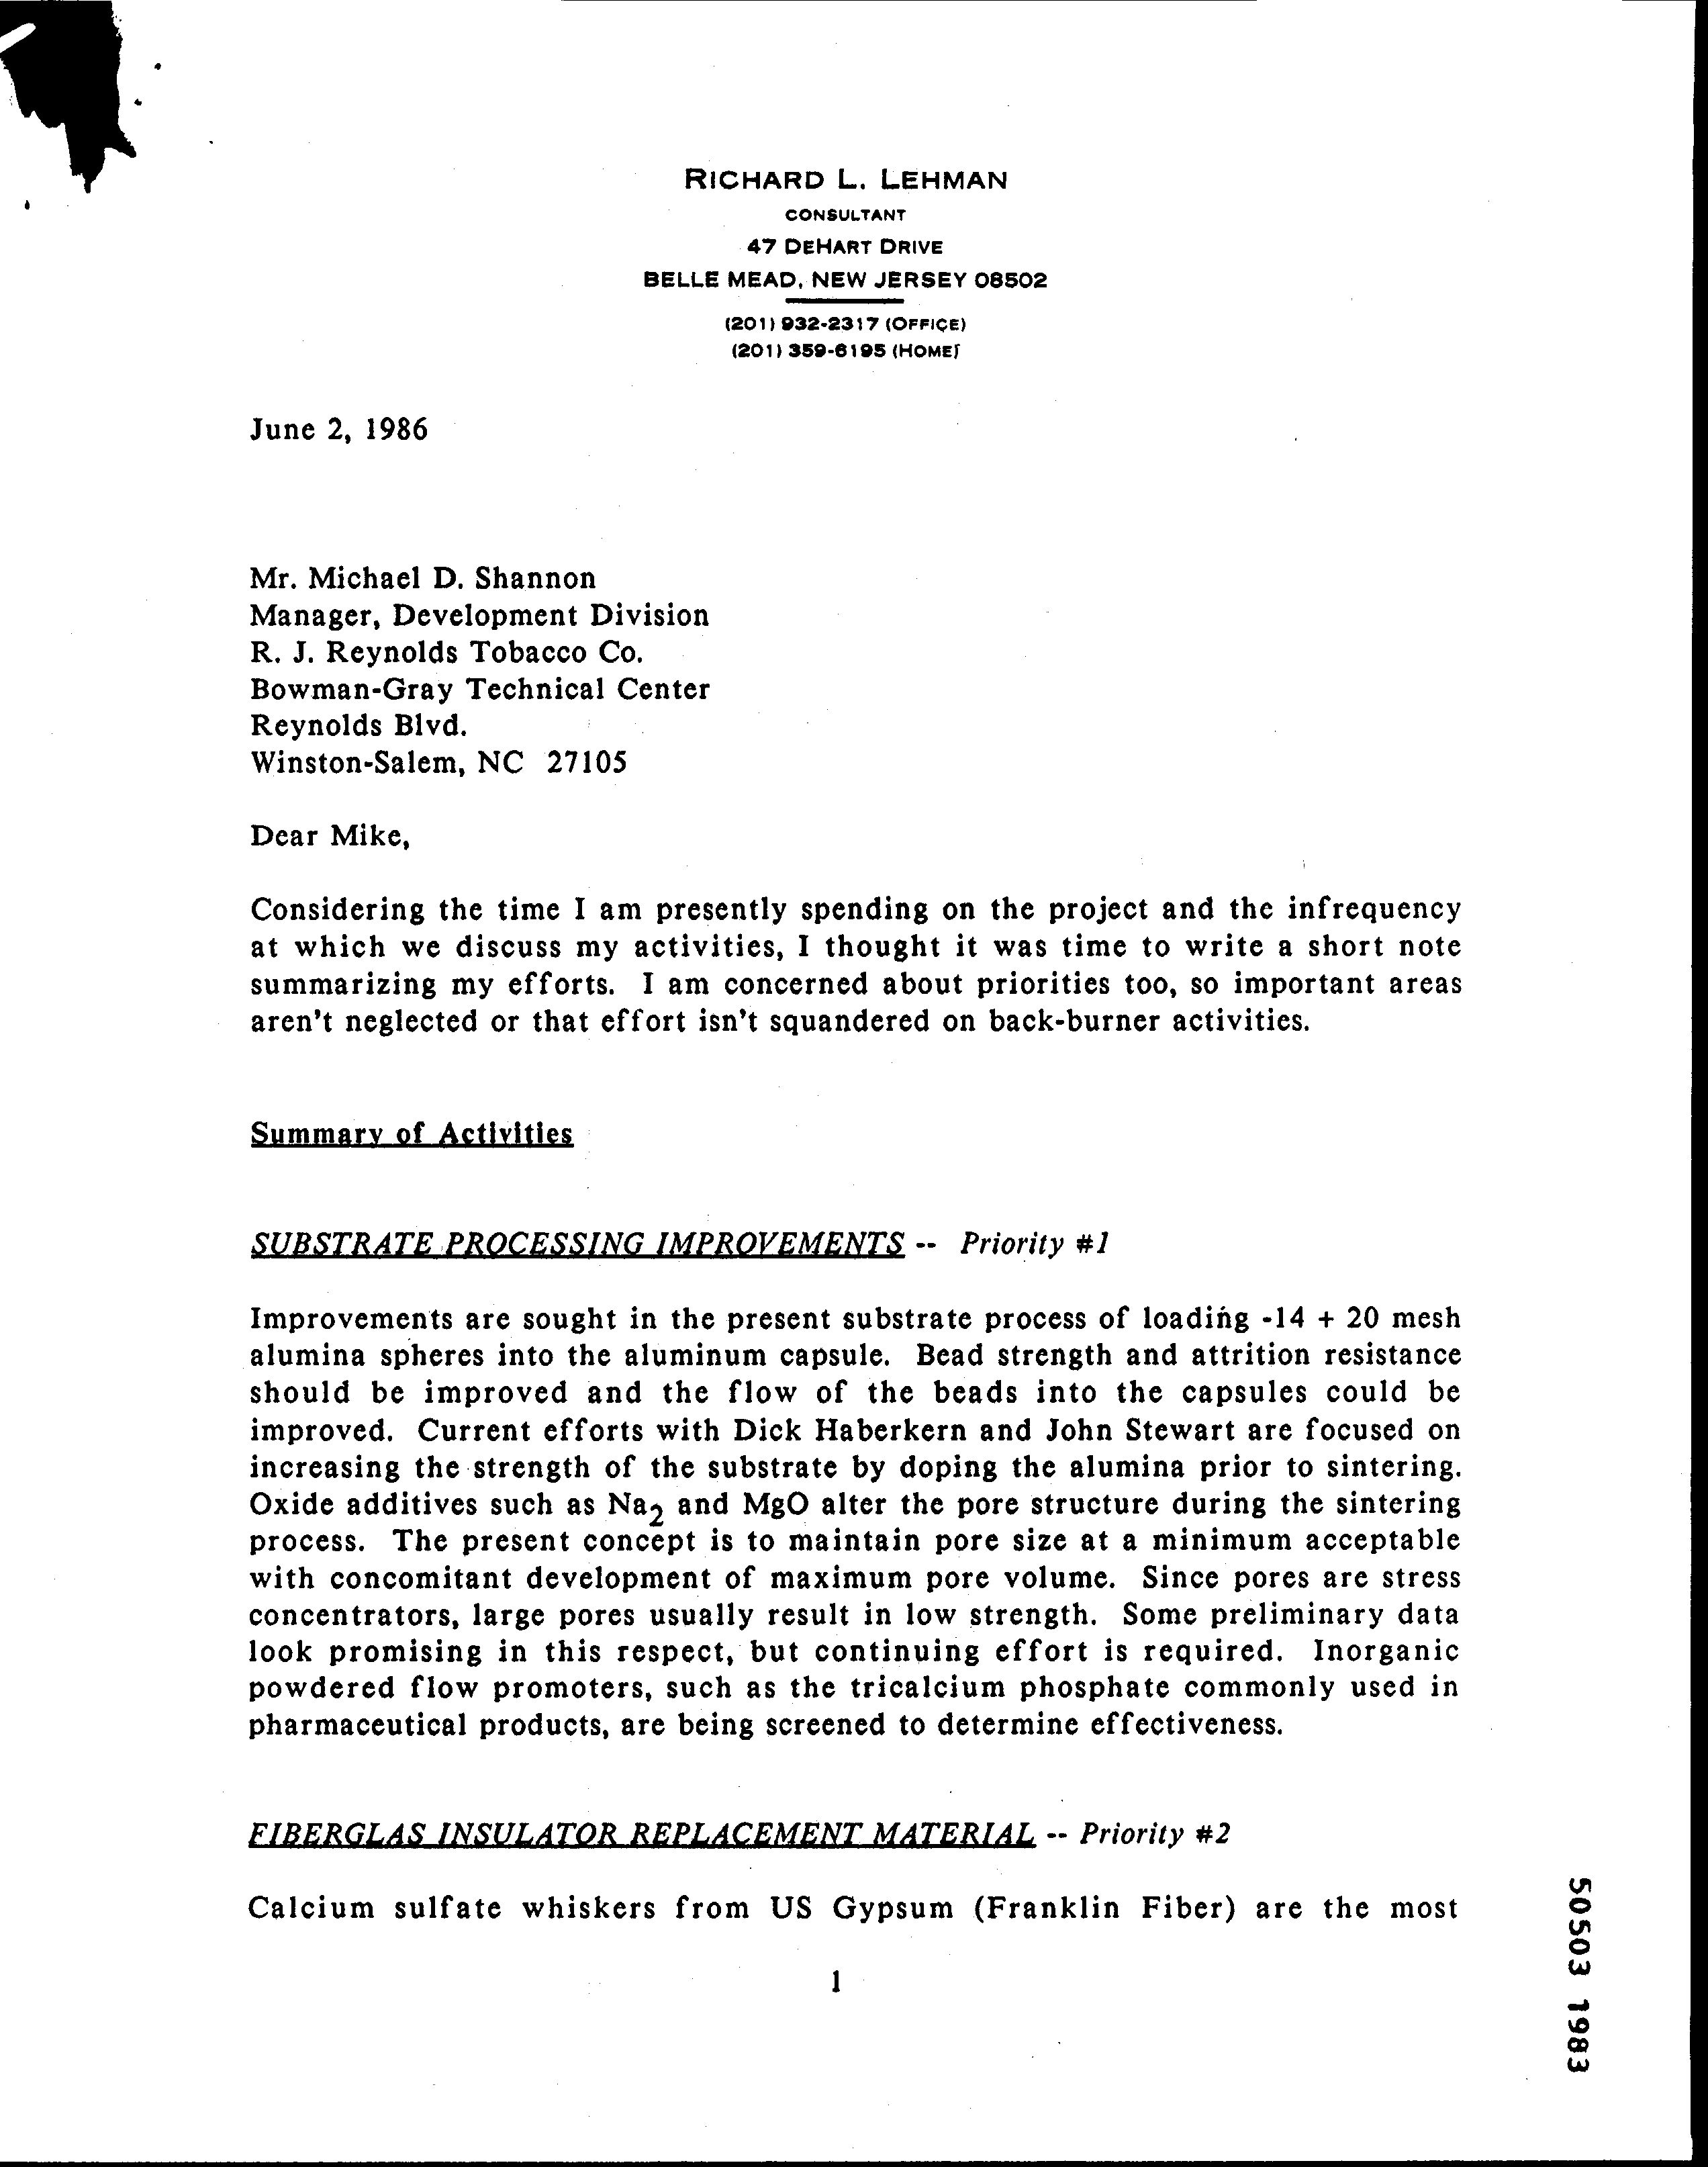 RICHARD L. LEHMAN
CONSULTANT
47 DEHART DRIVE
BELLE MEAD, NEW JERSEY 08502
(201) 932-2317 (OFFICE)
(201) 359-6195 (HOME)
June 2, 1986
Mr. Michael D. Shannon
Manager, Development Division
R. J. Reynolds Tobacco Co.
Bowman-Gray Technical Center
Reynolds Blvd.
Winston-Salem, NC 27105
Dear Mike,
Considering the time I am presently spending on the project and the infrequency
at which we discuss my activities, I thought it was time to write a short note
summarizing my efforts. I am concerned about priorities too, so important areas
aren't neglected or that effort isn't squandered on back-burner activities.
Summary of Activities
SUBSTRATE PROCESSING IMPROVEMENTS -- Priority #1
Improvements are sought in the present substrate process of loading -14 + 20 mesh
alumina spheres into the aluminum capsule. Bead strength and attrition resistance
should be improved and the flow of the beads into the capsules could be
improved. Current efforts with Dick Haberkern and John Stewart are focused on
increasing the strength of the substrate by doping the alumina prior to sintering.
Oxide additives such as Na₂ and MgO alter the pore structure during the sintering
process. The present concept is to maintain pore size at a minimum acceptable
with concomitant development of maximum pore volume. Since pores are stress
concentrators, large pores usually result in low strength. Some preliminary data
look promising in this respect, but continuing effort is required. Inorganic
powdered flow promoters, such as the tricalcium phosphate commonly used in
pharmaceutical products, are being screened to determine effectiveness.
FIBERGLAS INSULATOR REPLACEMENT MATERIAL -- Priority #2
Calcium sulfate whiskers from US Gypsum (Franklin Fiber) are the most
1
50503 1983